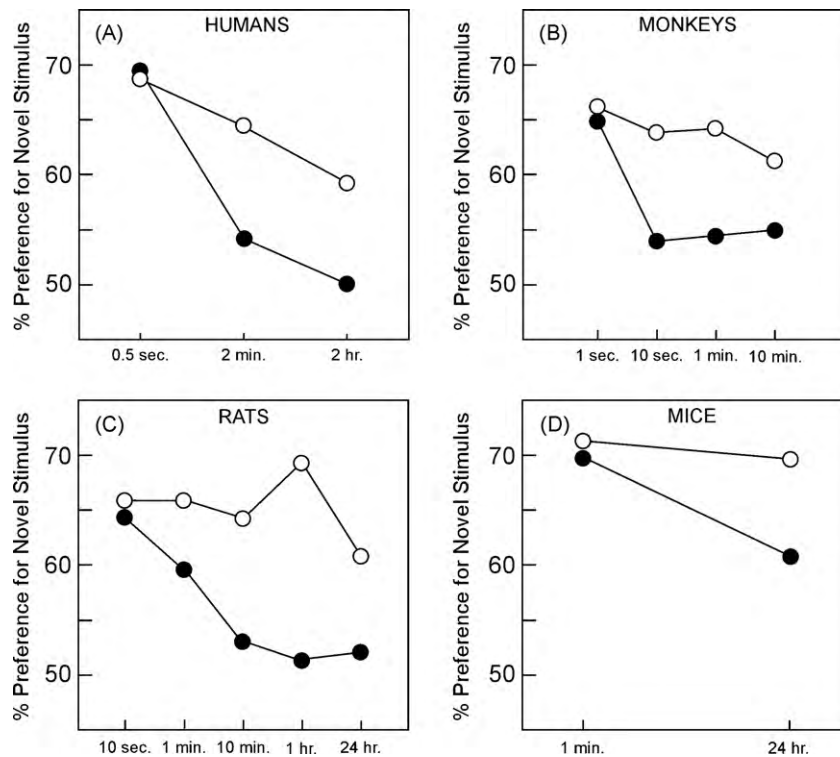 (A) HUMANS
% Preference for Novel Stimulus
70
60
50
0.5 sec. 2 min. 2 hr.
(B) MONKEYS
% Preference for Novel Stimulus
70
60
50
1 sec. 10 sec. 1 min. 10 min.
(C) RATS
% Preference for Novel Stimulus
70
60
50
10 sec. 1 min. 10 min. 1 hr. 24 hr.
(D) MICE
% Preference for Novel Stimulus
70
60
50
1 min. 24 hr.